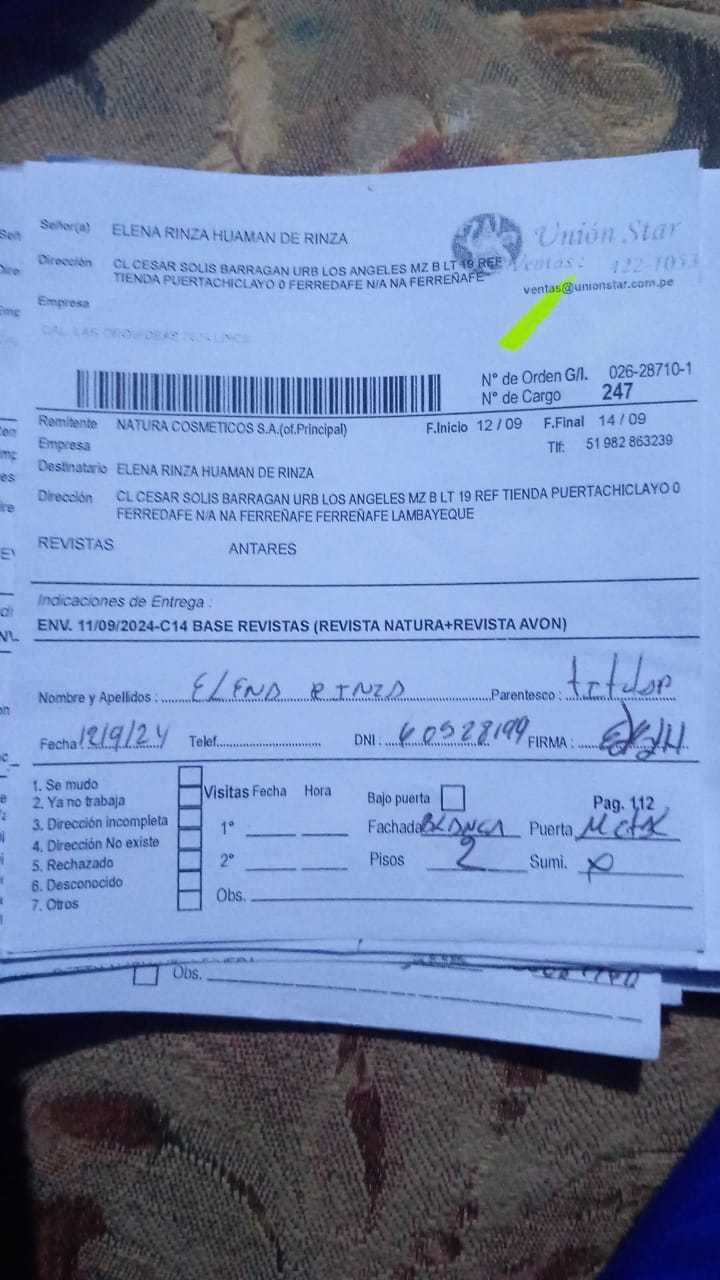 Señor(a) ELENA RINZA HUAMAN DE RINZA
Unión Star
Dirección CL CESAR SOLIS BARRAGAN URB LOS ANGELES MZ B LT 19 REF
TIENDA PUERTACHICLAYO 0 FERREDAFE N/A NA FERREÑAFE
Ventas: 422-1053
ventas@unionstar.com.pe
Empresa
N° de Orden G/I. 026-28710-1
N° de Cargo 247
Remitente NATURA COSMETICOS S.A.(of.Principal) F.Inicio 12 / 09 F.Final 14 / 09
Empresa Tlf: 51 982 863239
Destinatario ELENA RINZA HUAMAN DE RINZA
Dirección CL CESAR SOLIS BARRAGAN URB LOS ANGELES MZ B LT 19 REF TIENDA PUERTACHICLAYO 0
FERREDAFE N/A NA FERREÑAFE FERREÑAFE LAMBAYEQUE
REVISTAS ANTARES
Indicaciones de Entrega :
ENV. 11/09/2024-C14 BASE REVISTAS (REVISTA NATURA+REVISTA AVON)
Nombre y Apellidos : ELENA RINZA Parentesco : titular
Fecha 12/9/24 Telef. DNI : 60528199 FIRMA :
1. Se mudo
2. Ya no trabaja
3. Dirección incompleta
4. Dirección No existe
5. Rechazado
6. Desconocido
7. Otros
Visitas Fecha Hora
1°
2°
Obs.
Bajo puerta Pag. 112
Fachada BLANCA Puerta Metal
Pisos 2 Sumi. x
Obs.